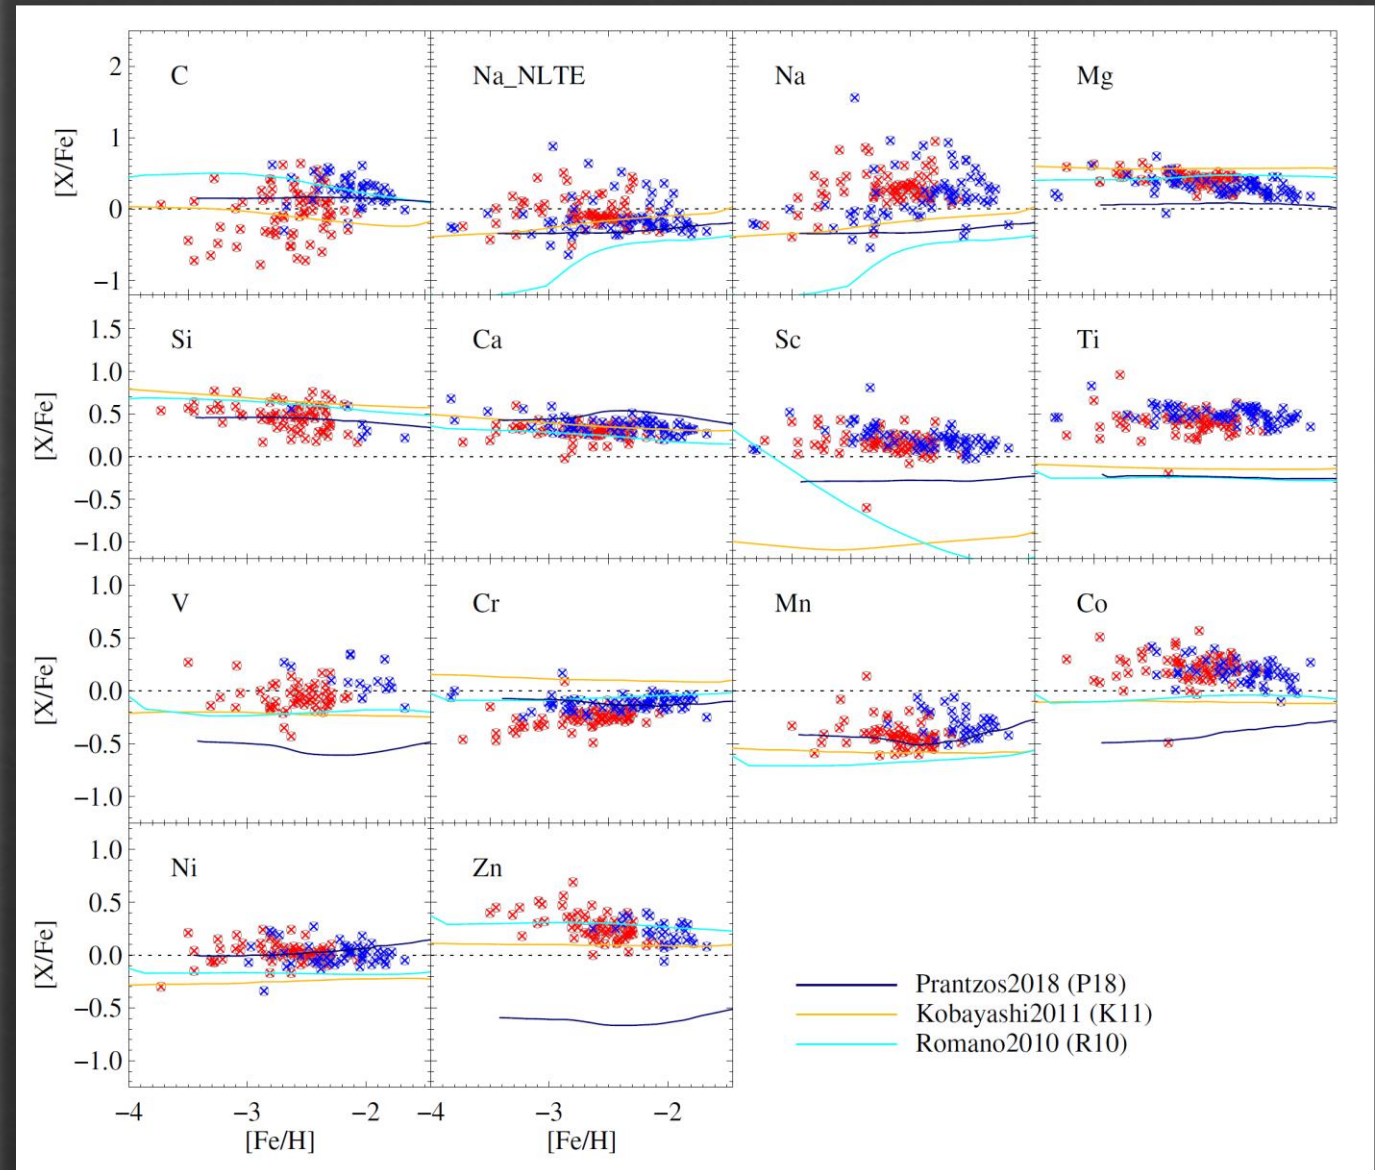 C
Na_NLTE
Na
Mg
2
1
0
−1
[X/Fe]
Si
Ca
Sc
Ti
1.5
1.0
0.5
0.0
−0.5
−1.0
[X/Fe]
V
Cr
Mn
Co
1.0
0.5
0.0
−0.5
−1.0
[X/Fe]
Ni
Zn
1.0
0.5
0.0
−0.5
−1.0
[X/Fe]
Prantzos2018 (P18)
Kobayashi2011 (K11)
Romano2010 (R10)
−4 −3 −2 −4 −3 −2
[Fe/H] [Fe/H]